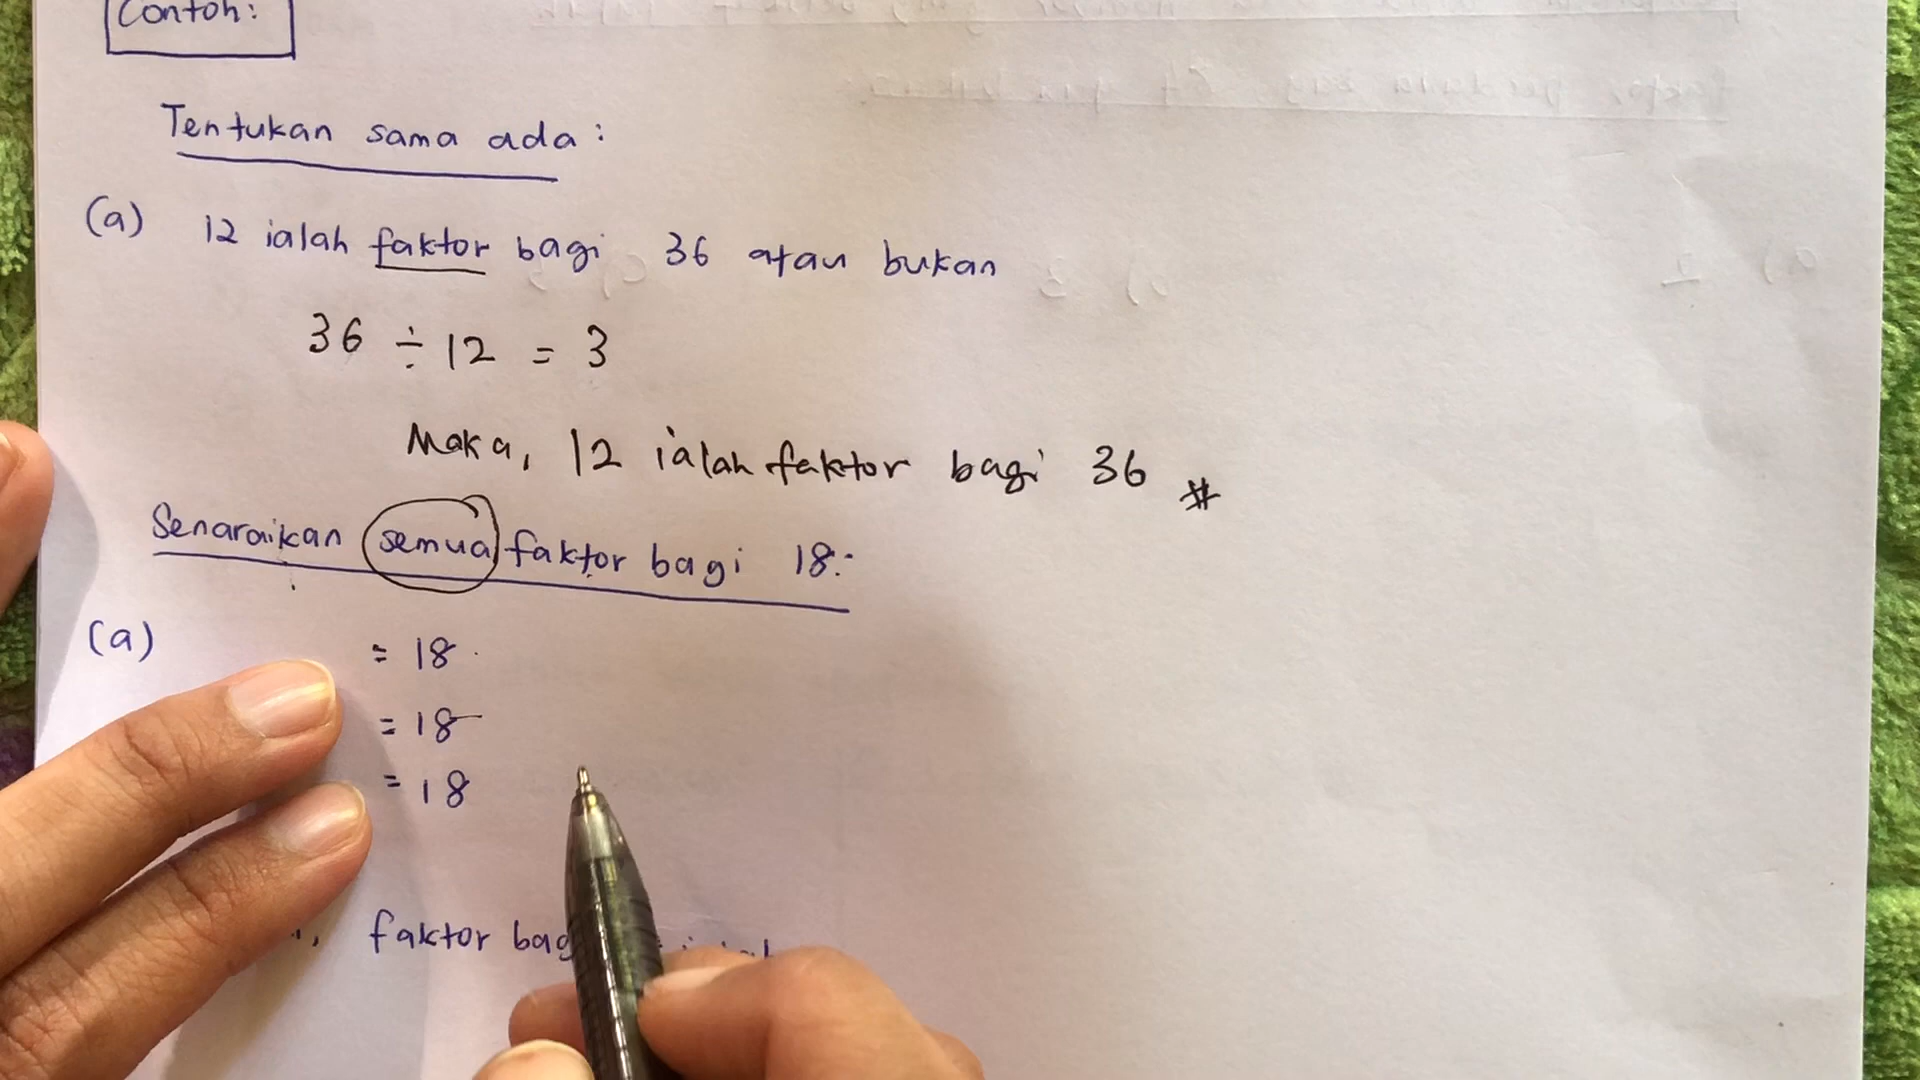 Contoh:
Tentukan sama ada:
(a) 12 ialah faktor bagi 36 atau bukan
36 ÷ 12 = 3
Maka, 12 ialah faktor bagi 36 #
Senaraikan semua faktor bagi 18:-
(a) = 18
= 18
= 18
faktor